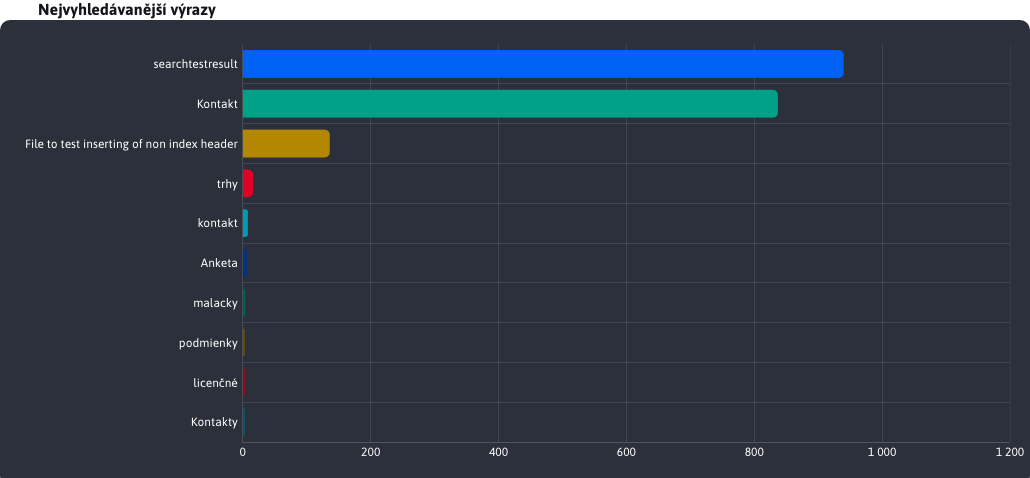 Nejvyhledávanější výrazy
searchtestresult
Kontakt
File to test inserting of non index header
trhy
kontakt
Anketa
malacky
podmienky
licenčné
Kontakty
0 200 400 600 800 1 000 1 200